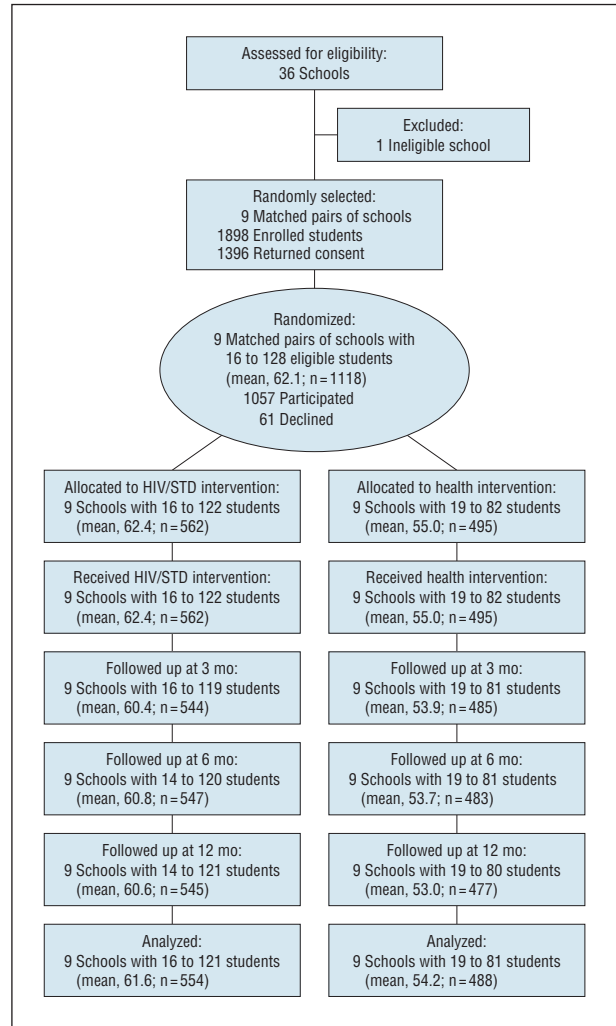 Assessed for eligibility:
36 Schools
Excluded:
1 Ineligible school
Randomly selected:
9 Matched pairs of schools
1898 Enrolled students
1396 Returned consent
Randomized:
9 Matched pairs of schools with
16 to 128 eligible students
(mean, 62.1; n=1118)
1057 Participated
61 Declined
Allocated to HIV/STD intervention:
9 Schools with 16 to 122 students
(mean, 62.4; n=562)
Allocated to health intervention:
9 Schools with 19 to 82 students
(mean, 55.0; n=495)
Received HIV/STD intervention:
9 Schools with 16 to 122 students
(mean, 62.4; n=562)
Received health intervention:
9 Schools with 19 to 82 students
(mean, 55.0; n=495)
Followed up at 3 mo:
9 Schools with 16 to 119 students
(mean, 60.4; n=544)
Followed up at 3 mo:
9 Schools with 19 to 81 students
(mean, 53.9; n=485)
Followed up at 6 mo:
9 Schools with 14 to 120 students
(mean, 60.8; n=547)
Followed up at 6 mo:
9 Schools with 19 to 81 students
(mean, 53.7; n=483)
Followed up at 12 mo:
9 Schools with 14 to 121 students
(mean, 60.6; n=545)
Followed up at 12 mo:
9 Schools with 19 to 80 students
(mean, 53.0; n=477)
Analyzed:
9 Schools with 16 to 121 students
(mean, 61.6; n=554)
Analyzed:
9 Schools with 19 to 81 students
(mean, 54.2; n=488)